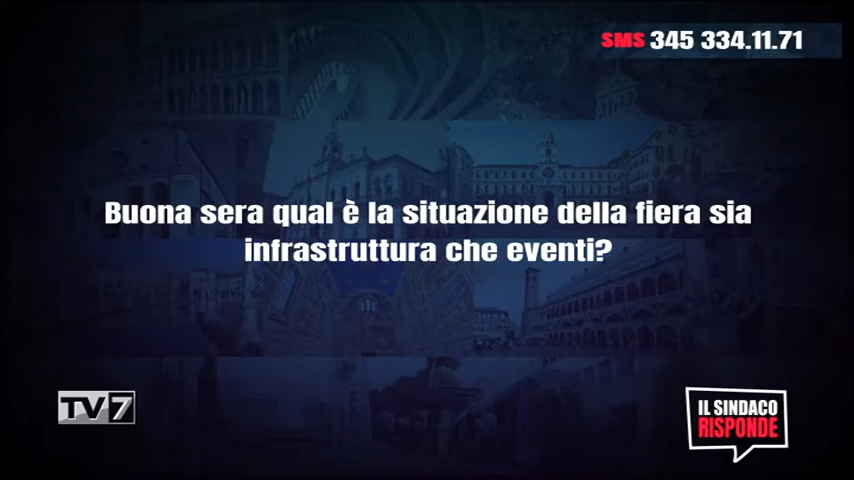 SMS 345 334.11.71
Buona sera qual è la situazione della fiera sia
infrastruttura che eventi?
TV7
IL SINDACO
RISPONDE